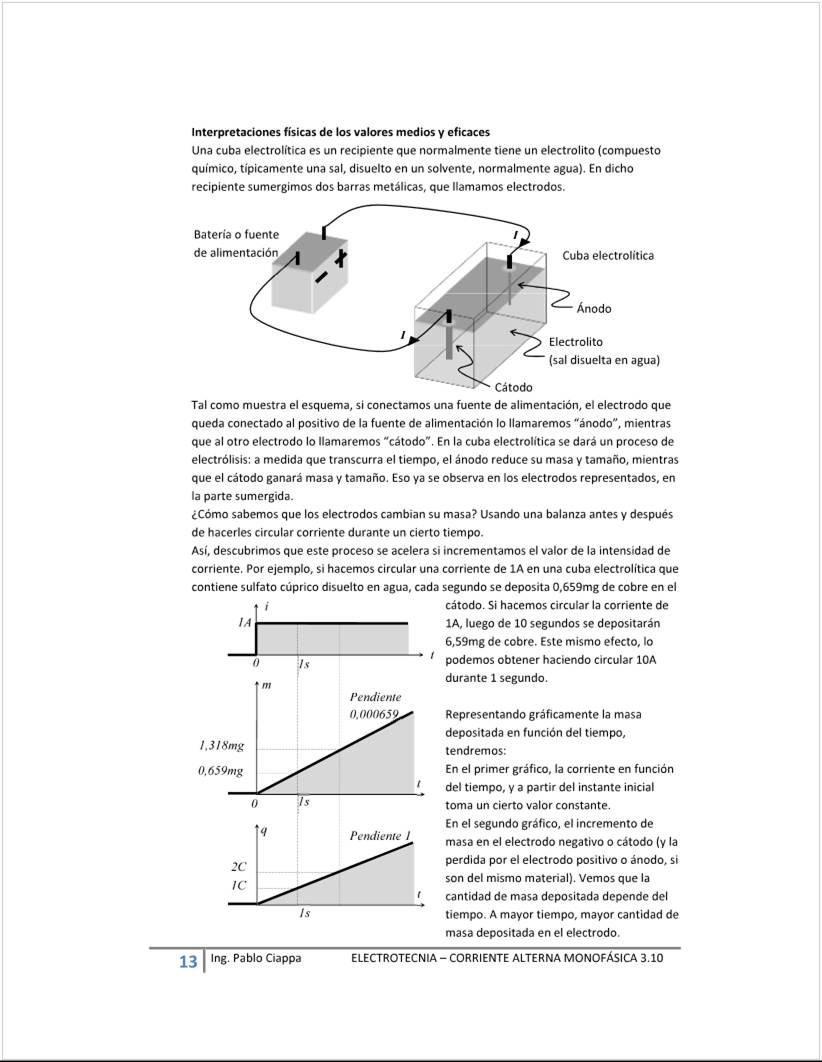 Interpretaciones físicas de los valores medios y eficaces
Una cuba electrolítica es un recipiente que normalmente tiene un electrolito (compuesto
químico, típicamente una sal, disuelto en un solvente, normalmente agua). En dicho
recipiente sumergimos dos barras metálicas, que llamamos electrodos.
Batería o fuente
de alimentación
I
Cuba electrolítica
Ánodo
I
Electrolito
(sal disuelta en agua)
Cátodo
Tal como muestra el esquema, si conectamos una fuente de alimentación, el electrodo que
queda conectado al positivo de la fuente de alimentación lo llamaremos “ánodo”, mientras
que al otro electrodo lo llamaremos “cátodo”. En la cuba electrolítica se dará un proceso de
electrólisis: a medida que transcurra el tiempo, el ánodo reduce su masa y tamaño, mientras
que el cátodo ganará masa y tamaño. Eso ya se observa en los electrodos representados, en
la parte sumergida.
¿Cómo sabemos que los electrodos cambian su masa? Usando una balanza antes y después
de hacerles circular corriente durante un cierto tiempo.
Así, descubrimos que este proceso se acelera si incrementamos el valor de la intensidad de
corriente. Por ejemplo, si hacemos circular una corriente de 1A en una cuba electrolítica que
contiene sulfato cúprico disuelto en agua, cada segundo se deposita 0,659mg de cobre en el
cátodo. Si hacemos circular la corriente de
1A, luego de 10 segundos se depositarán
6,59mg de cobre. Este mismo efecto, lo
podemos obtener haciendo circular 10A
durante 1 segundo.
Representando gráficamente la masa
depositada en función del tiempo,
tendremos:
En el primer gráfico, la corriente en función
del tiempo, y a partir del instante inicial
toma un cierto valor constante.
En el segundo gráfico, el incremento de
masa en el electrodo negativo o cátodo (y la
perdida por el electrodo positivo o ánodo, si
son del mismo material). Vemos que la
cantidad de masa depositada depende del
tiempo. A mayor tiempo, mayor cantidad de
masa depositada en el electrodo.
i
1A
t
0
1s
m
Pendiente
0,000659
1,318mg
0,659mg
t
0
1s
q
Pendiente 1
2C
1C
t
1s
13 Ing. Pablo Ciappa ELECTROTECNIA – CORRIENTE ALTERNA MONOFÁSICA 3.10